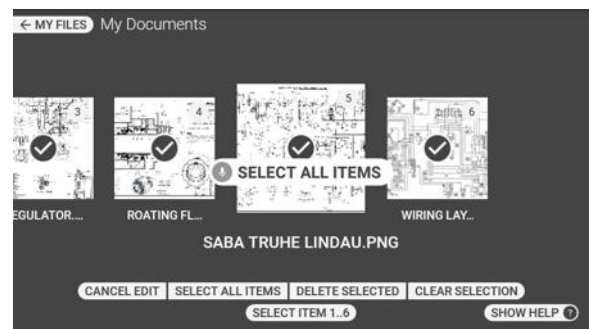 ← MY FILES My Documents
3
4
5
6
SELECT ALL ITEMS
EGULATOR....
ROATING FL...
WIRING LAY...
SABA TRUHE LINDAU.PNG
CANCEL EDIT SELECT ALL ITEMS DELETE SELECTED CLEAR SELECTION
SELECT ITEM 1..6
SHOW HELP ?